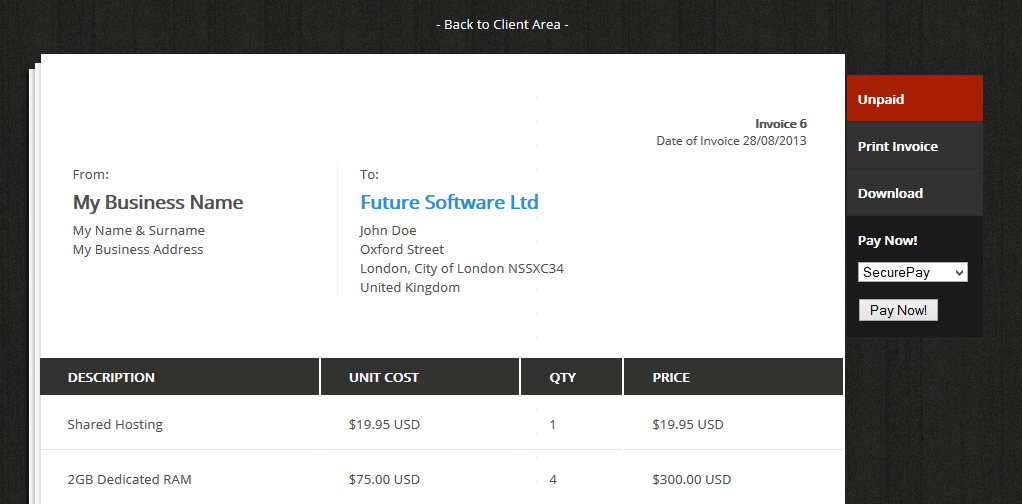 - Back to Client Area -
Invoice 6
Date of Invoice 28/08/2013
From:
My Business Name
My Name & Surname
My Business Address
To:
Future Software Ltd
John Doe
Oxford Street
London, City of London NSSXC34
United Kingdom
Unpaid
Print Invoice
Download
Pay Now!
SecurePay
Pay Now!
DESCRIPTION UNIT COST QTY PRICE
Shared Hosting $19.95 USD 1 $19.95 USD
2GB Dedicated RAM $75.00 USD 4 $300.00 USD